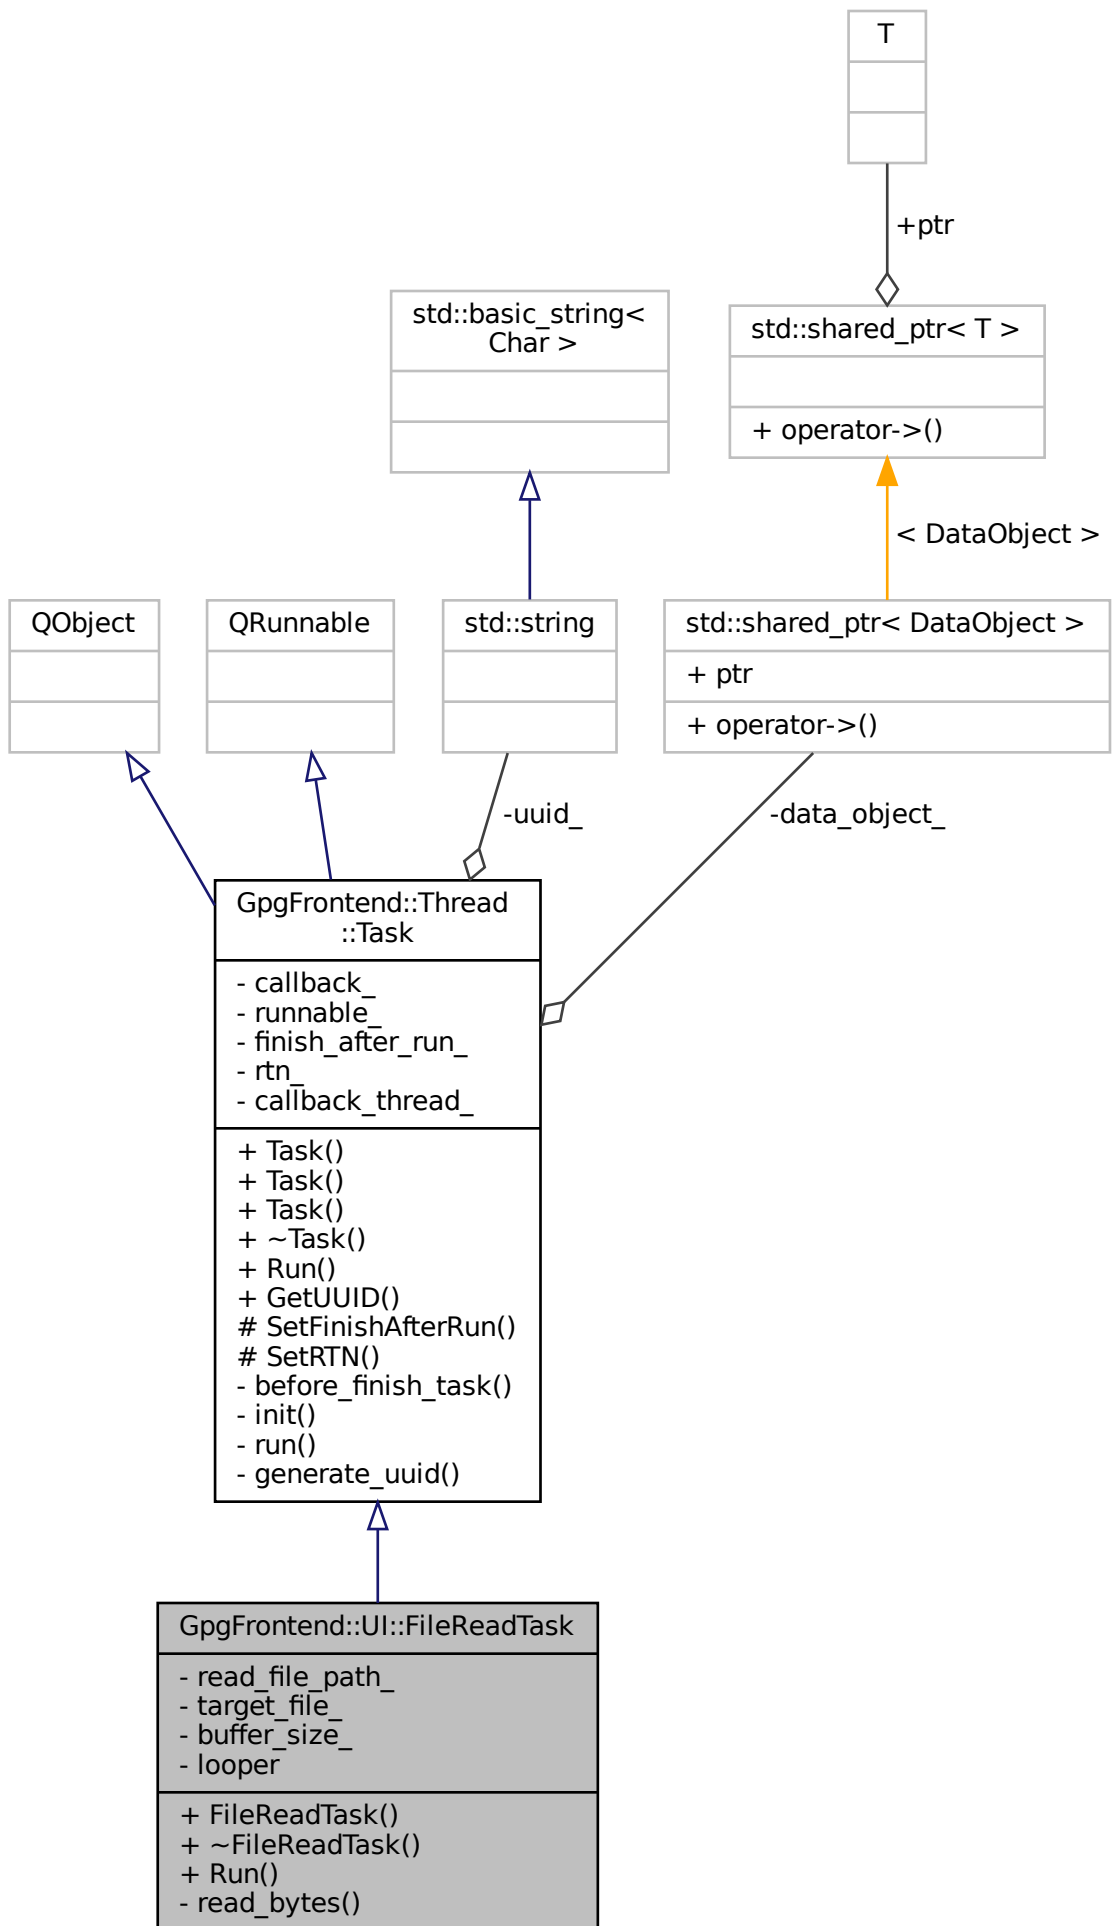 T
+ptr
std::basic_string<
Char >
std::shared_ptr< T >
+ operator->()
< DataObject >
QObject
QRunnable
std::string
std::shared_ptr< DataObject >
+ ptr
+ operator->()
-uuid_
-data_object_
GpgFrontend::Thread
::Task
- callback_
- runnable_
- finish_after_run_
- rtn_
- callback_thread_
+ Task()
+ Task()
+ Task()
+ ~Task()
+ Run()
+ GetUUID()
# SetFinishAfterRun()
# SetRTN()
- before_finish_task()
- init()
- run()
- generate_uuid()
GpgFrontend::UI::FileReadTask
- read_file_path_
- target_file_
- buffer_size_
- looper
+ FileReadTask()
+ ~FileReadTask()
+ Run()
- read_bytes()